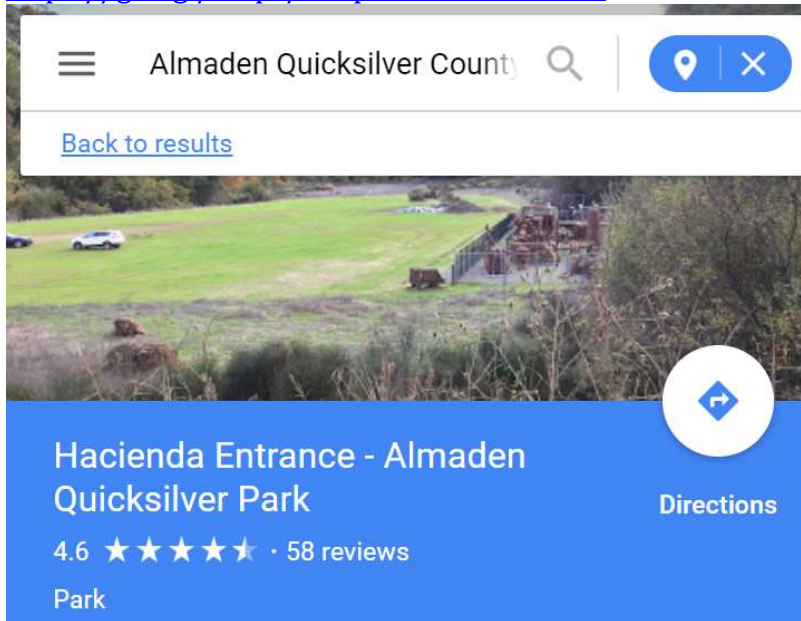 Almaden Quicksilver County
Back to results
Hacienda Entrance - Almaden
Quicksilver Park
Directions
4.6 ★★★★ · 58 reviews
Park